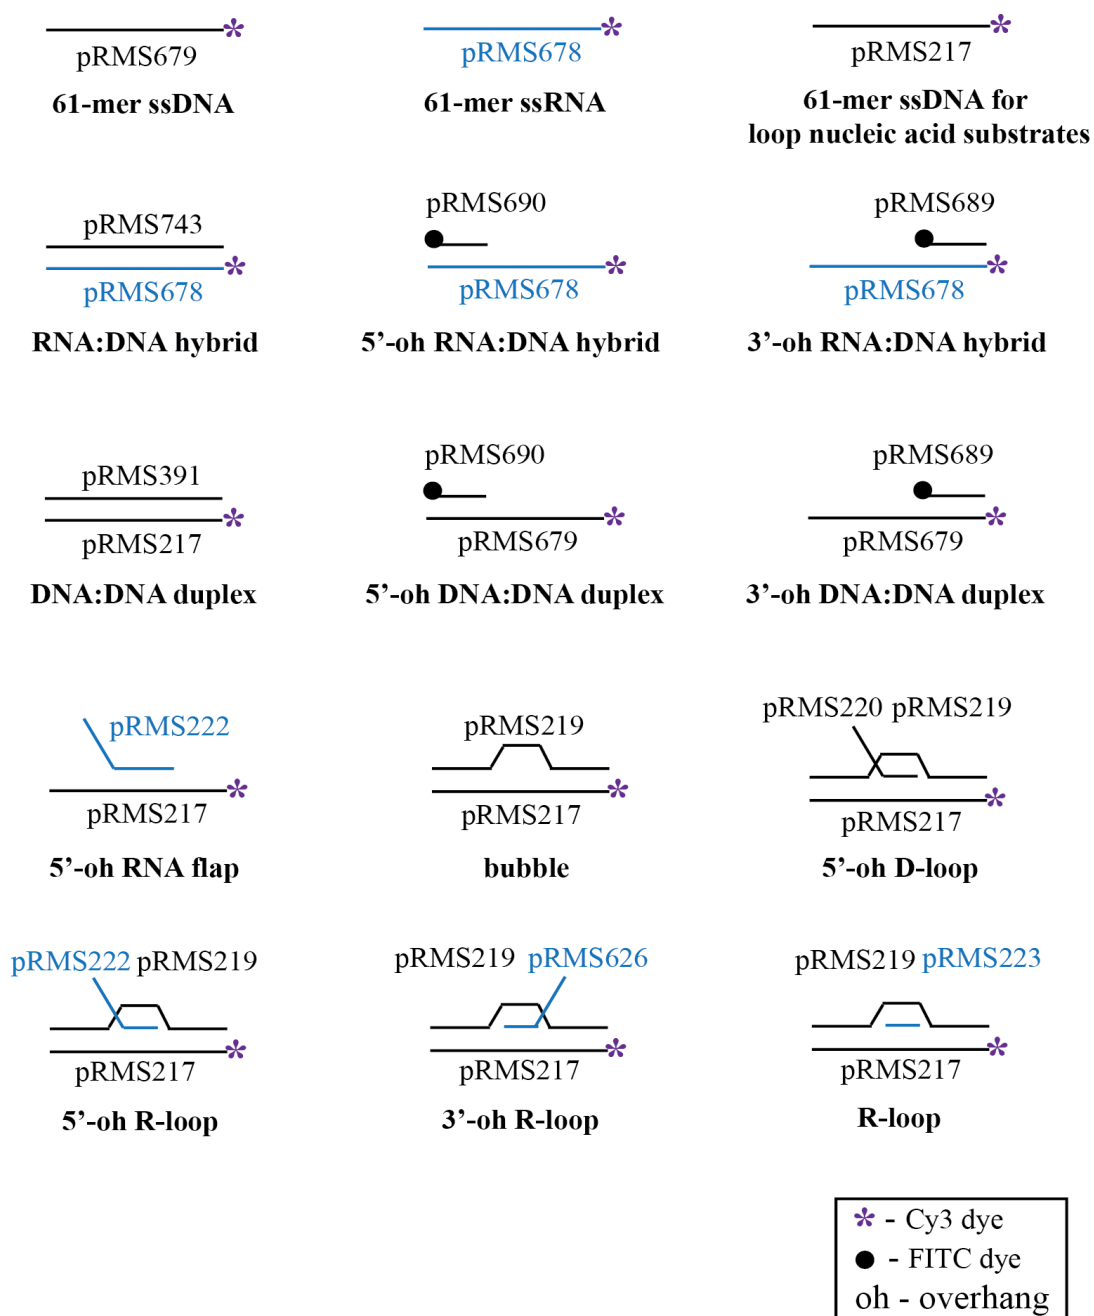 pRMS679
61-mer ssDNA
pRMS678
61-mer ssRNA
pRMS217
61-mer ssDNA for
loop nucleic acid substrates
pRMS743
pRMS678
RNA:DNA hybrid
pRMS690
pRMS678
5’-oh RNA:DNA hybrid
pRMS689
pRMS678
3’-oh RNA:DNA hybrid
pRMS391
pRMS217
DNA:DNA duplex
pRMS690
pRMS679
5’-oh DNA:DNA duplex
pRMS689
pRMS679
3’-oh DNA:DNA duplex
pRMS222
pRMS217
5’-oh RNA flap
pRMS219
pRMS217
bubble
pRMS220 pRMS219
pRMS217
5’-oh D-loop
pRMS222 pRMS219
pRMS217
5’-oh R-loop
pRMS219 pRMS626
pRMS217
3’-oh R-loop
pRMS219 pRMS223
pRMS217
R-loop
* - Cy3 dye
● - FITC dye
oh - overhang